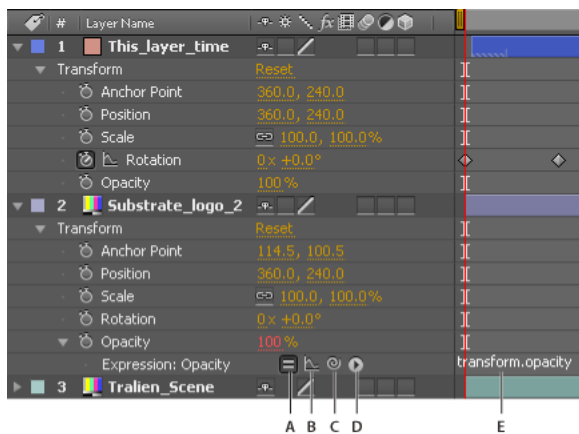 # Layer Name fx
1 This_layer_time
Transform Reset
Anchor Point 360.0, 240.0
Position 360.0, 240.0
Scale 100.0, 100.0%
Rotation 0x +0.0°
Opacity 100%
2 Substrate_logo_2
Transform Reset
Anchor Point 114.5, 100.5
Position 360.0, 240.0
Scale 100.0, 100.0%
Rotation 0x +0.0°
Opacity 100%
Expression: Opacity transform.opacity
3 Tralien_Scene
A B C D E